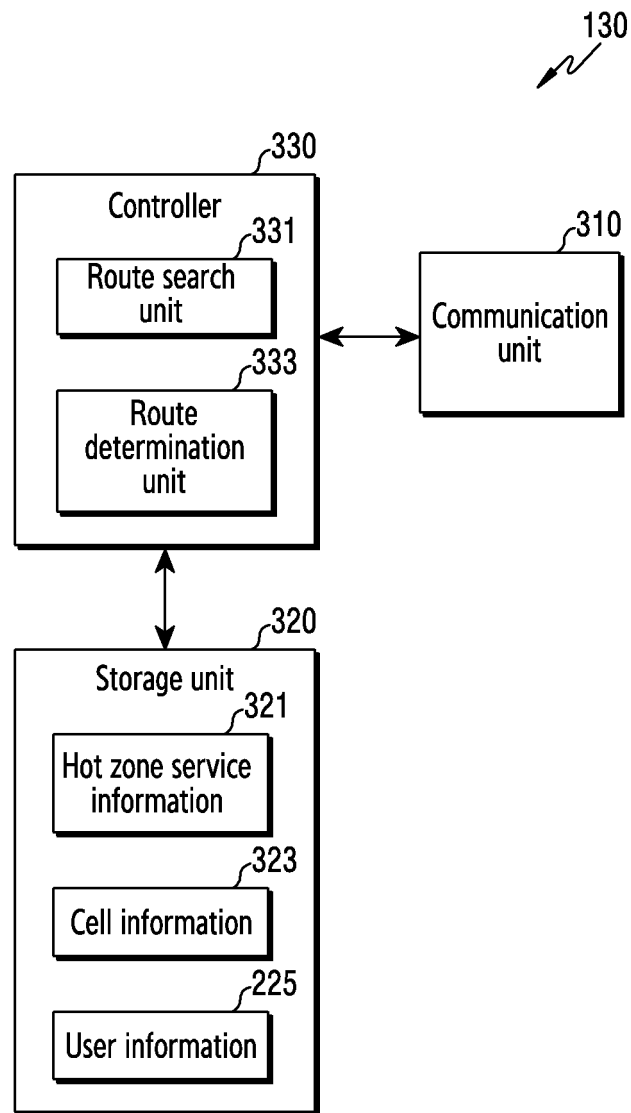 130
330
Controller
331
Route search
unit
333
Route
determination
unit
310
Communication
unit
320
Storage unit
321
Hot zone service
information
323
Cell information
225
User information